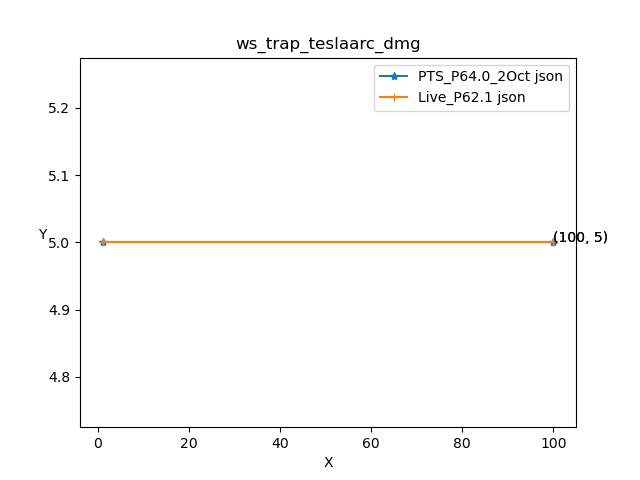 ws_trap_teslaarc_dmg
PTS_P64.0_2Oct json
Live_P62.1 json
5.2
5.1
Y
5.0
(100, 5)
4.9
4.8
0
20
40
60
80
100
X